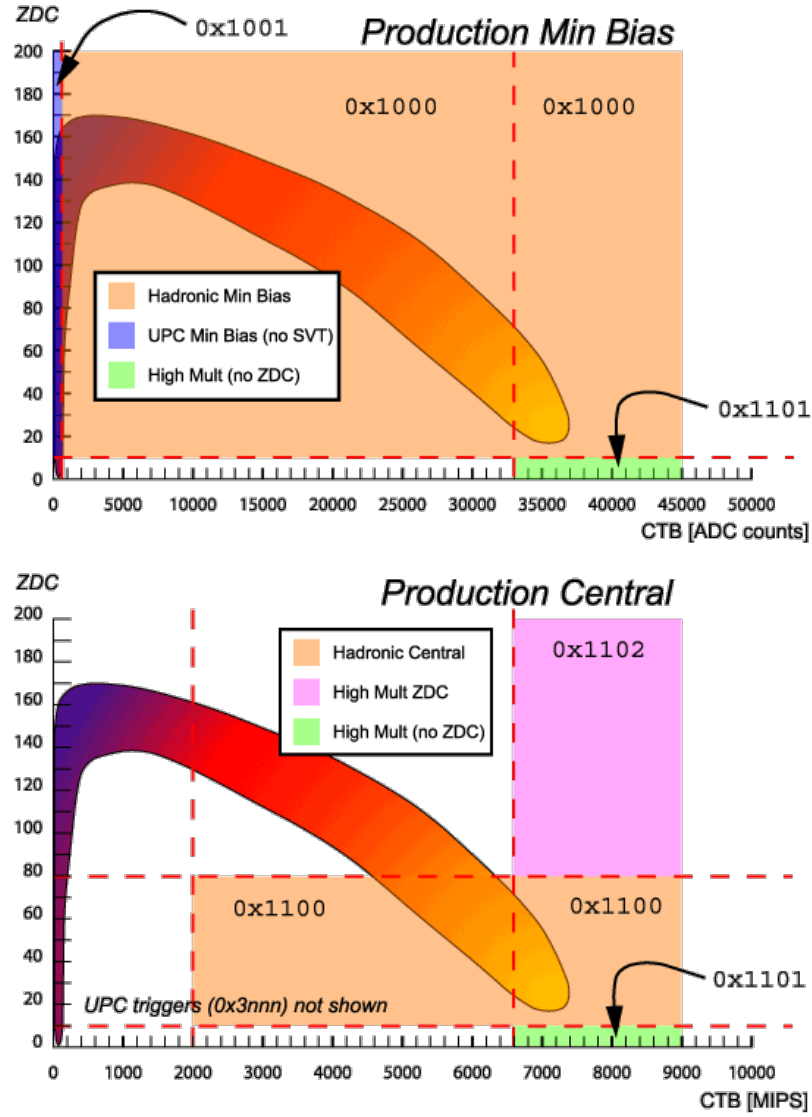 ZDC
0x1001
Production Min Bias
200
180
160
140
120
100
80
60
40
20
0
0x1000
0x1000
Hadronic Min Bias
UPC Min Bias (no SVT)
High Mult (no ZDC)
0x1101
0
5000
10000
15000
20000
25000
30000
35000
40000
45000
50000
CTB [ADC counts]
ZDC
Production Central
200
180
160
140
120
100
80
60
40
20
0
Hadronic Central
High Mult ZDC
High Mult (no ZDC)
0x1102
0x1100
0x1100
0x1101
UPC triggers (0x3nnn) not shown
0
1000
2000
3000
4000
5000
6000
7000
8000
9000
10000
CTB [MIPS]